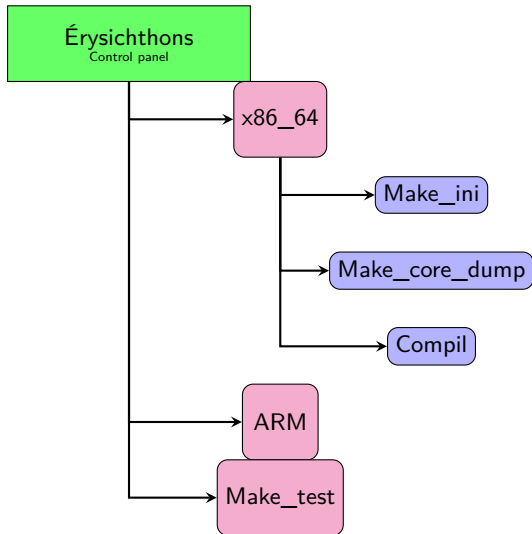 Érysichthons
Control panel
x86_64
Make_ini
Make_core_dump
Compil
ARM
Make_test